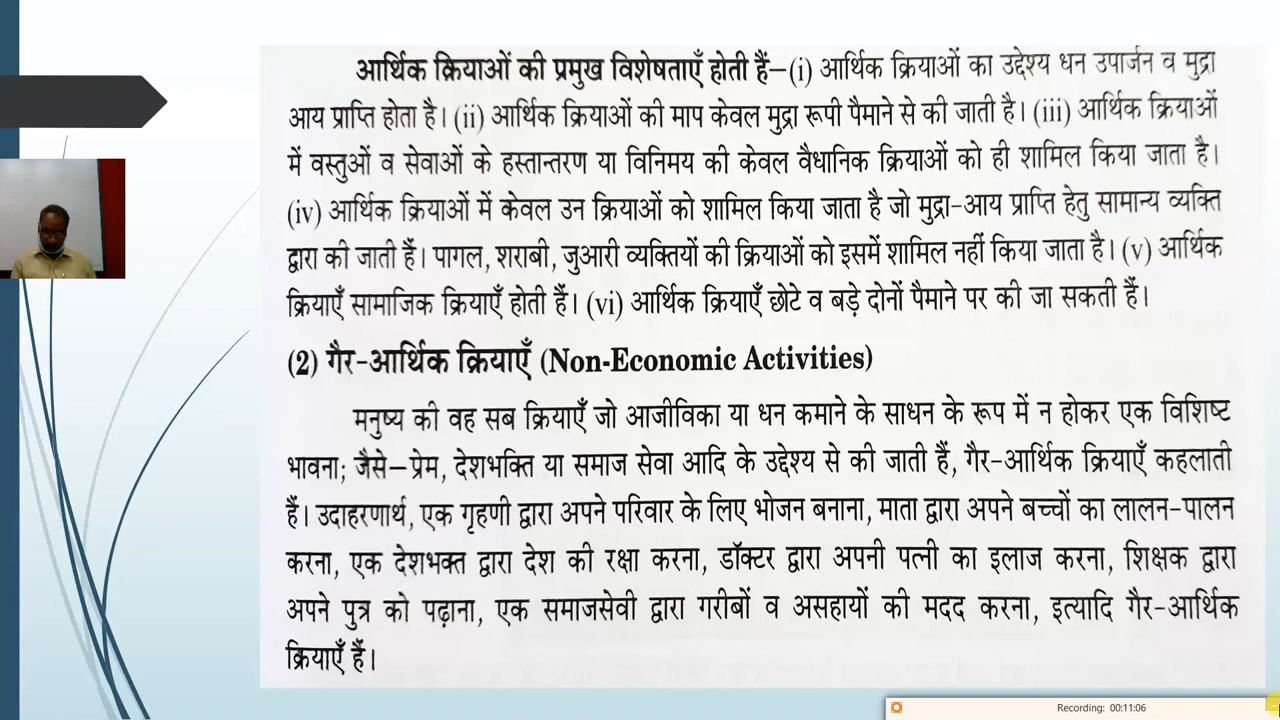 आर्थिक क्रियाओं की प्रमुख विशेषताएँ होती हैं—(i) आर्थिक क्रियाओं का उद्देश्य धन उपार्जन व मुद्रा
आय प्राप्ति होता है। (ii) आर्थिक क्रियाओं की माप केवल मुद्रा रूपी पैमाने से की जाती है। (iii) आर्थिक क्रियाओं
में वस्तुओं व सेवाओं के हस्तान्तरण या विनिमय की केवल वैधानिक क्रियाओं को ही शामिल किया जाता है।
(iv) आर्थिक क्रियाओं में केवल उन क्रियाओं को शामिल किया जाता है जो मुद्रा-आय प्राप्ति हेतु सामान्य व्यक्ति
द्वारा की जाती हैं। पागल, शराबी, जुआरी व्यक्तियों की क्रियाओं को इसमें शामिल नहीं किया जाता है। (v) आर्थिक
क्रियाएँ सामाजिक क्रियाएँ होती हैं। (vi) आर्थिक क्रियाएँ छोटे व बड़े दोनों पैमाने पर की जा सकती हैं।
(2) गैर-आर्थिक क्रियाएँ (Non-Economic Activities)
मनुष्य की वह सब क्रियाएँ जो आजीविका या धन कमाने के साधन के रूप में न होकर एक विशिष्ट
भावना; जैसे—प्रेम, देशभक्ति या समाज सेवा आदि के उद्देश्य से की जाती हैं, गैर-आर्थिक क्रियाएँ कहलाती
हैं। उदाहरणार्थ, एक गृहणी द्वारा अपने परिवार के लिए भोजन बनाना, माता द्वारा अपने बच्चों का लालन-पालन
करना, एक देशभक्त द्वारा देश की रक्षा करना, डॉक्टर द्वारा अपनी पत्नी का इलाज करना, शिक्षक द्वारा
अपने पुत्र को पढ़ाना, एक समाजसेवी द्वारा गरीबों व असहायों की मदद करना, इत्यादि गैर-आर्थिक
क्रियाएँ हैं।
Recording: 00:11:06